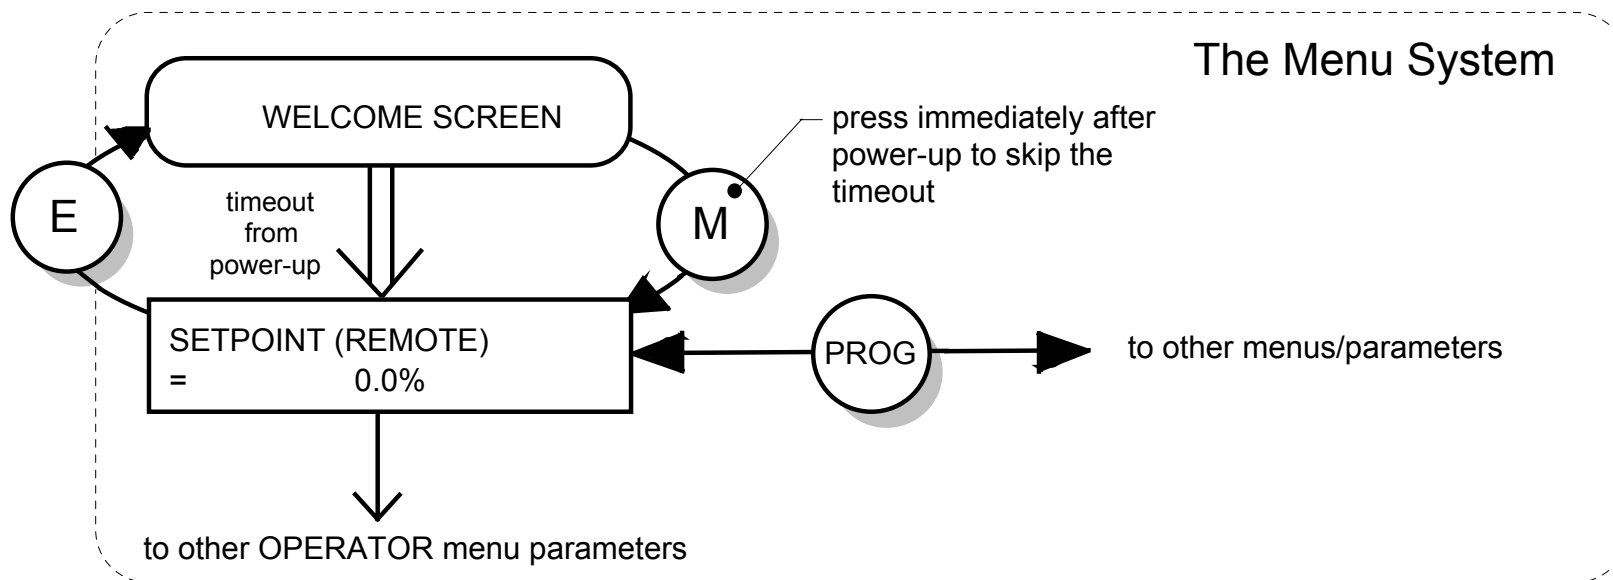 The Menu System
WELCOME SCREEN
press immediately after
power-up to skip the
timeout
E
timeout
from
power-up
M
SETPOINT (REMOTE)
= 0.0%
PROG
to other menus/parameters
to other OPERATOR menu parameters